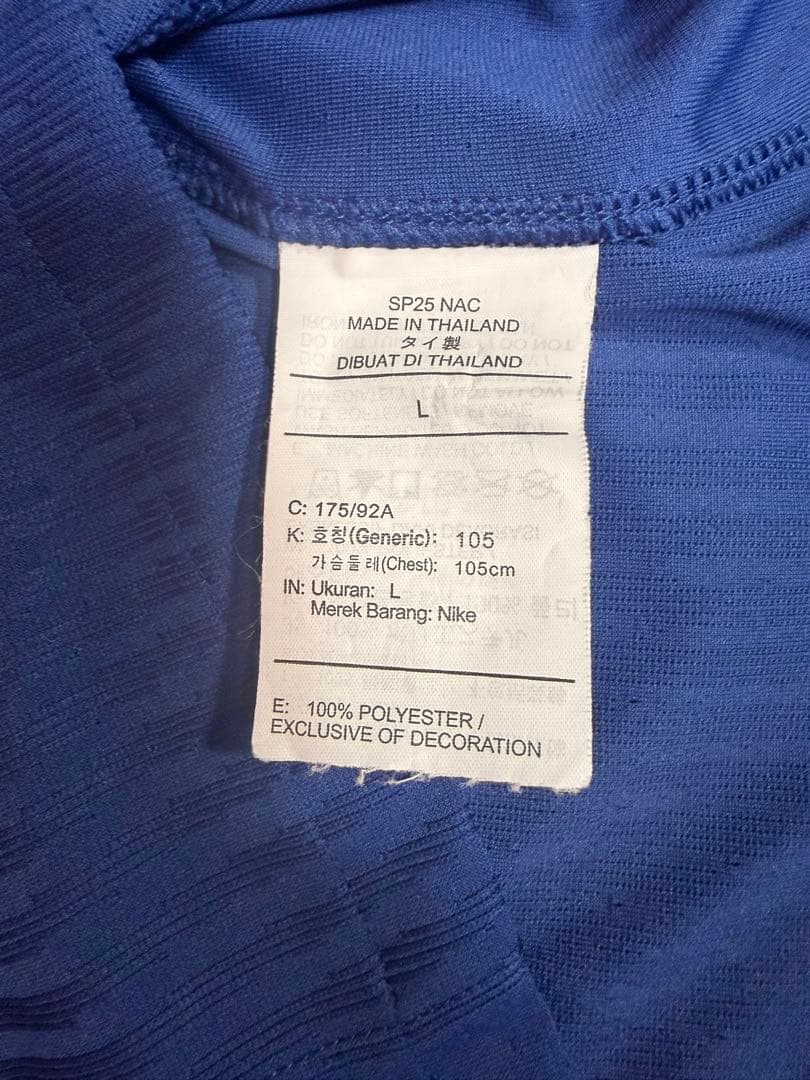 SP25 NAC
MADE IN THAILAND
タイ製
DIBUAT DI THAILAND
L
C: 175/92A
K: 호칭(Generic): 105
가슴둘레(Chest): 105cm
IN: Ukuran: L
Merek Barang: Nike
E: 100% POLYESTER /
EXCLUSIVE OF DECORATION